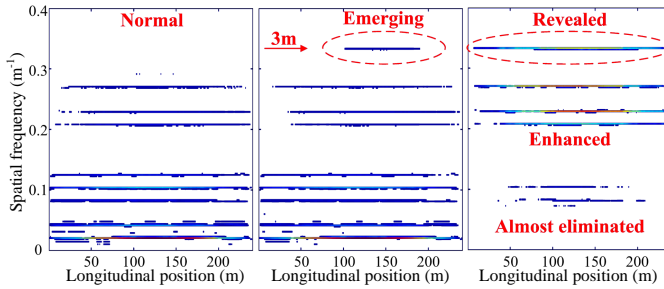 Normal
Emerging
Revealed
3m
Enhanced
Almost eliminated
Spatial frequency (m⁻¹)
0.4
0.3
0.2
0.1
0
50 100 150 200
50 100 150 200
50 100 150 200
Longitudinal position (m)
Longitudinal position (m)
Longitudinal position (m)